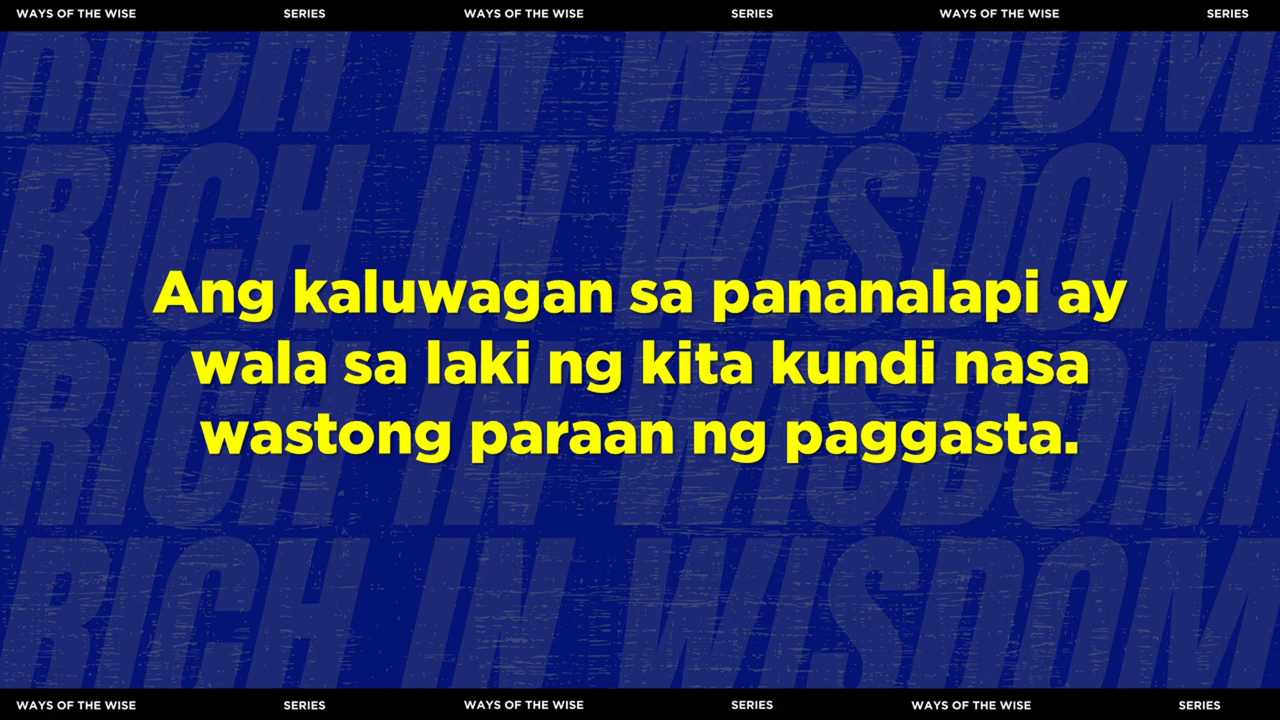 WAYS OF THE WISE SERIES WAYS OF THE WISE SERIES WAYS OF THE WISE SERIES
RICH IN WISDOM
RICH IN WISDOM
Ang kaluwagan sa pananalapi ay
wala sa laki ng kita kundi nasa
wastong paraan ng paggasta.
RICH IN WISDOM
RICH IN WISDOM
WAYS OF THE WISE SERIES WAYS OF THE WISE SERIES WAYS OF THE WISE SERIES